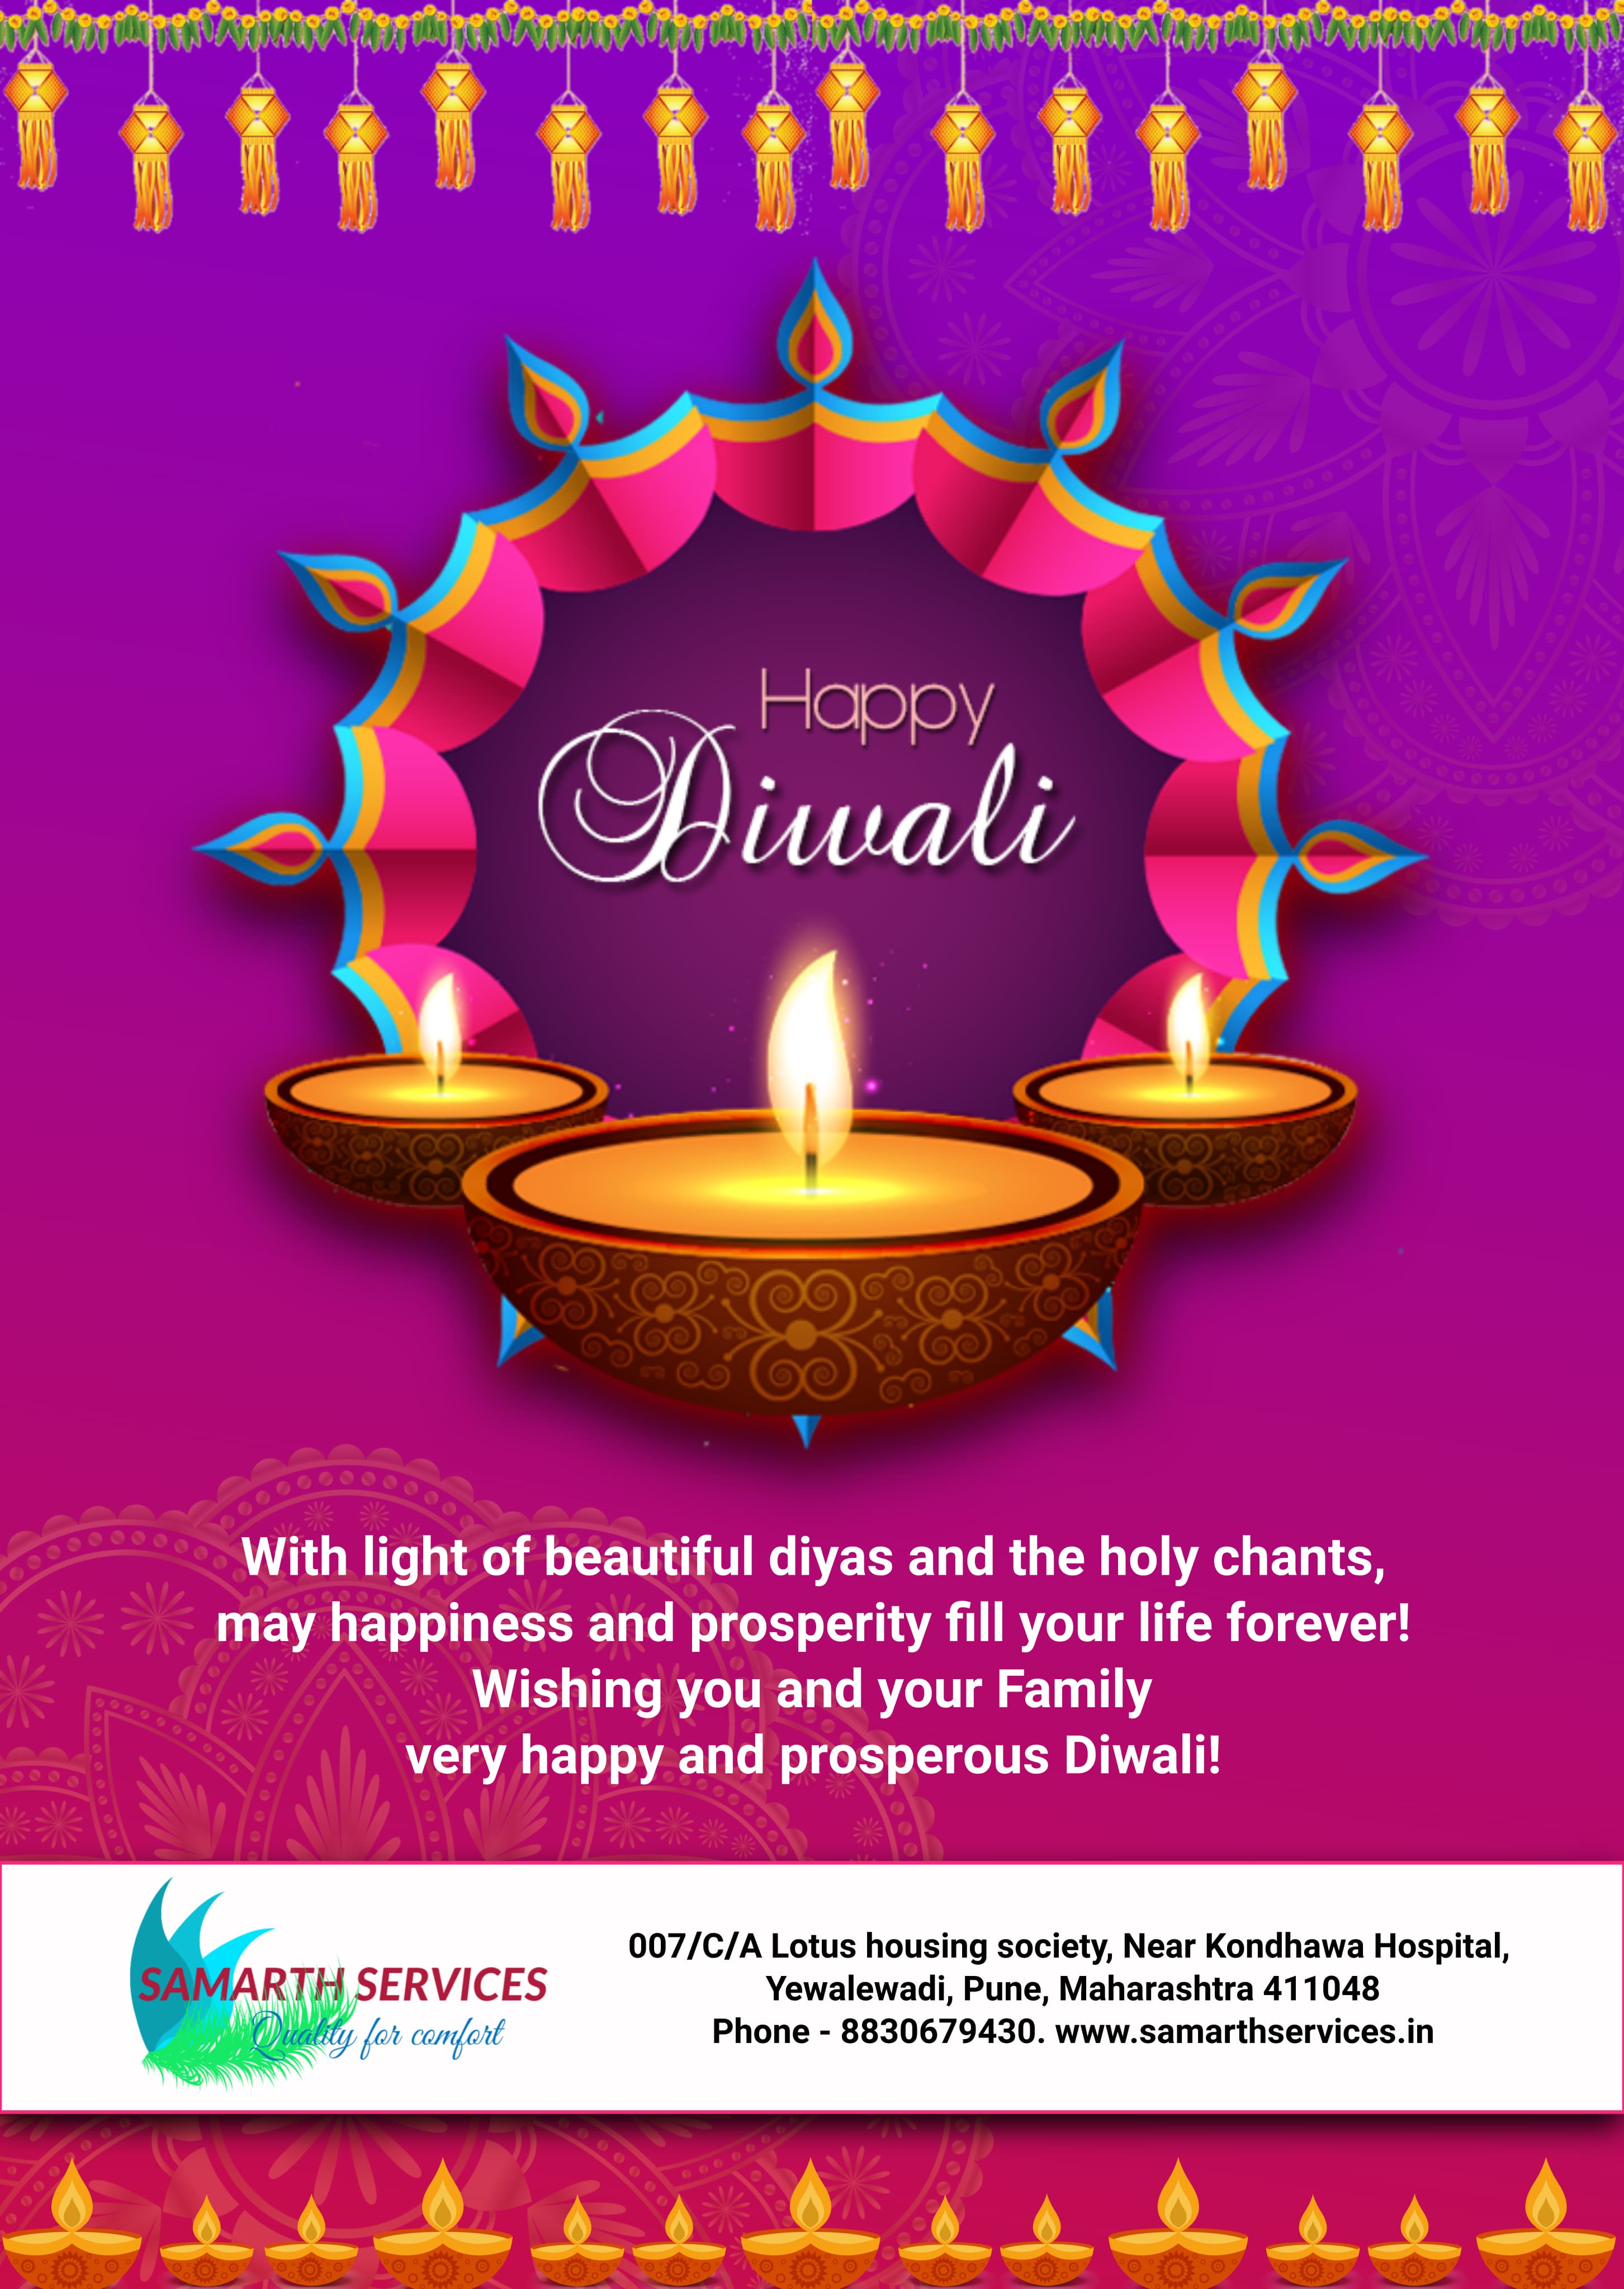 Happy
Diwali
With light of beautiful diyas and the holy chants,
may happiness and prosperity fill your life forever!
Wishing you and your Family
very happy and prosperous Diwali!
SAMARTH SERVICES
Quality for comfort
007/C/A Lotus housing society, Near Kondhawa Hospital,
Yewalewadi, Pune, Maharashtra 411048
Phone - 8830679430. www.samarthservices.in